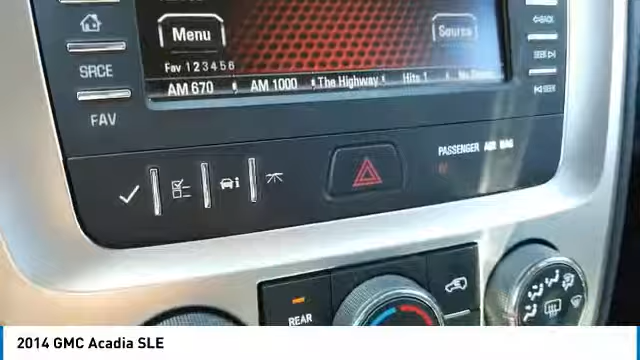 Menu
Source
BACK
SRCE
Fav 1 2 3 4 5 6
SEEK
AM 670 AM 1000 The Highway Hits 1
SEEK
FAV
PASSENGER AIR BAG
REAR
2014 GMC Acadia SLE